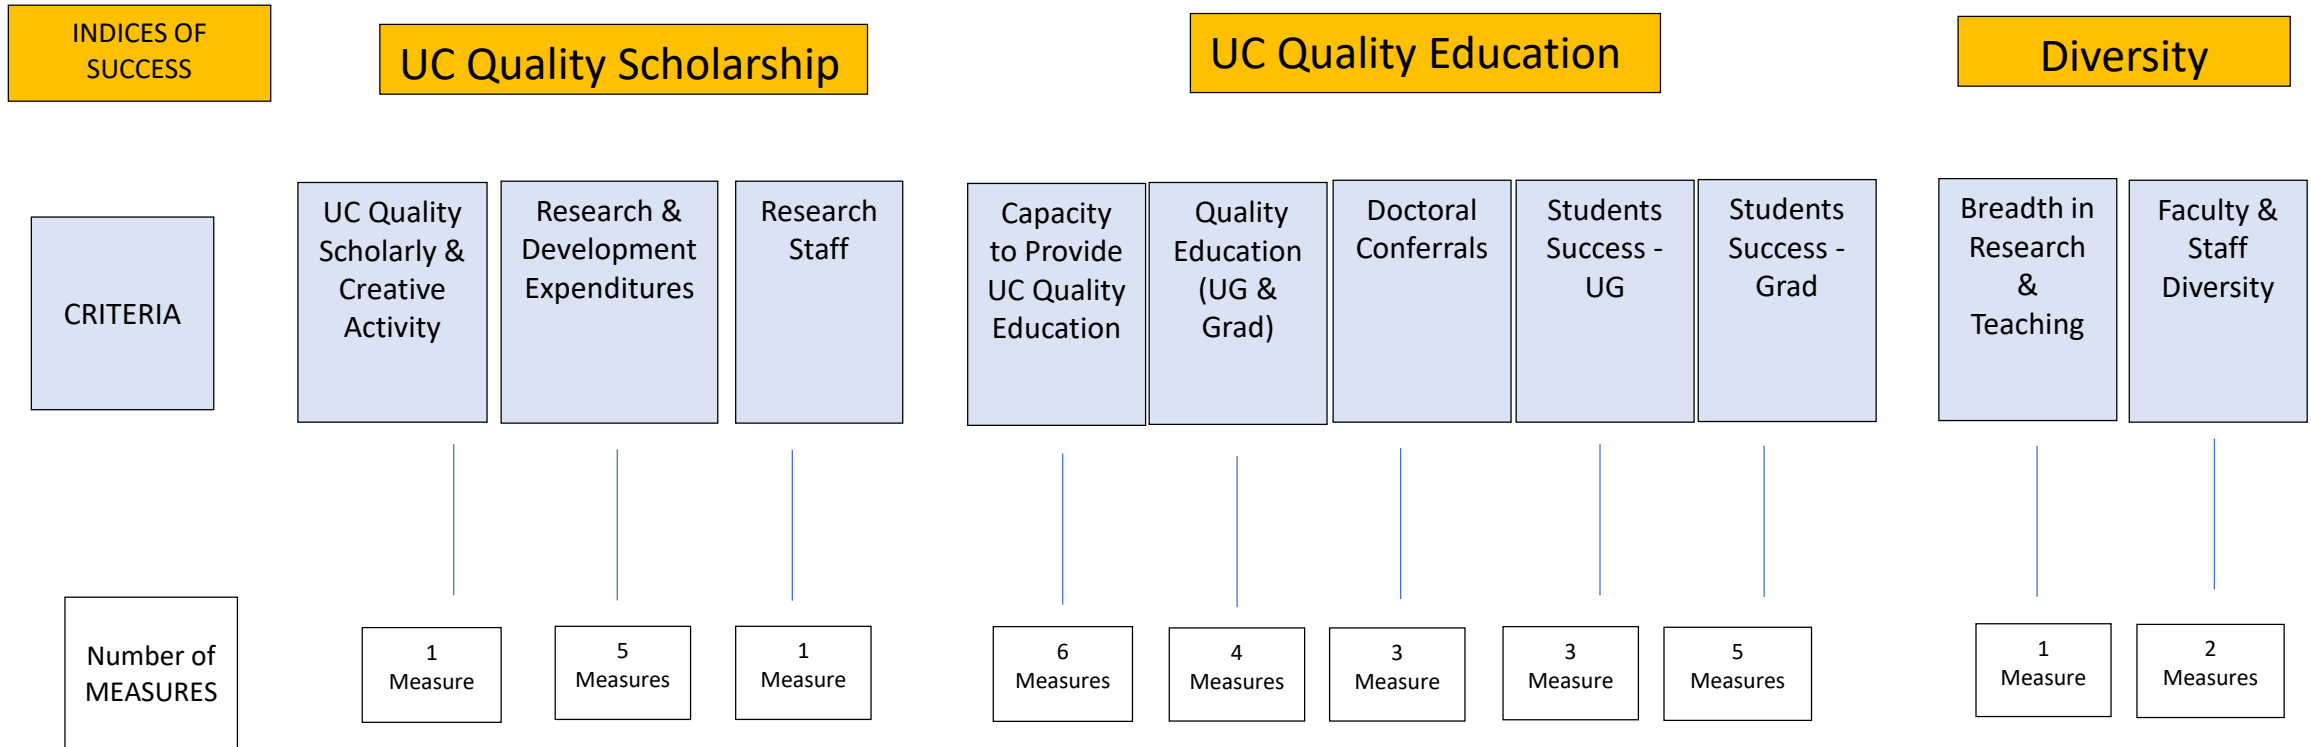 INDICES OF
SUCCESS
UC Quality Scholarship
UC Quality Education
Diversity
CRITERIA
UC Quality
Scholarly &
Creative
Activity
Research &
Development
Expenditures
Research
Staff
Capacity
to Provide
UC Quality
Education
Quality
Education
(UG &
Grad)
Doctoral
Conferrals
Students
Success -
UG
Students
Success -
Grad
Breadth in
Research
&
Teaching
Faculty &
Staff
Diversity
Number of
MEASURES
1
Measure
5
Measures
1
Measure
6
Measures
4
Measures
3
Measure
3
Measure
5
Measures
1
Measure
2
Measures